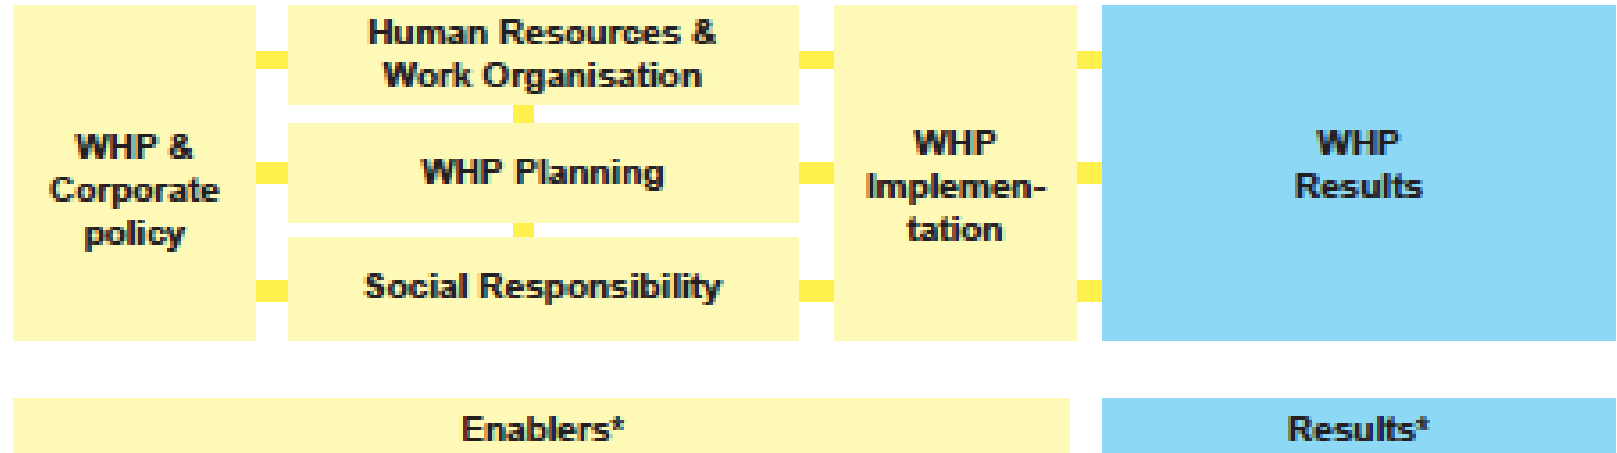 WHP &
Corporate
policy
Human Resources &
Work Organisation
WHP Planning
Social Responsibility
WHP
Implemen-
tation
WHP
Results
Enablers*
Results*